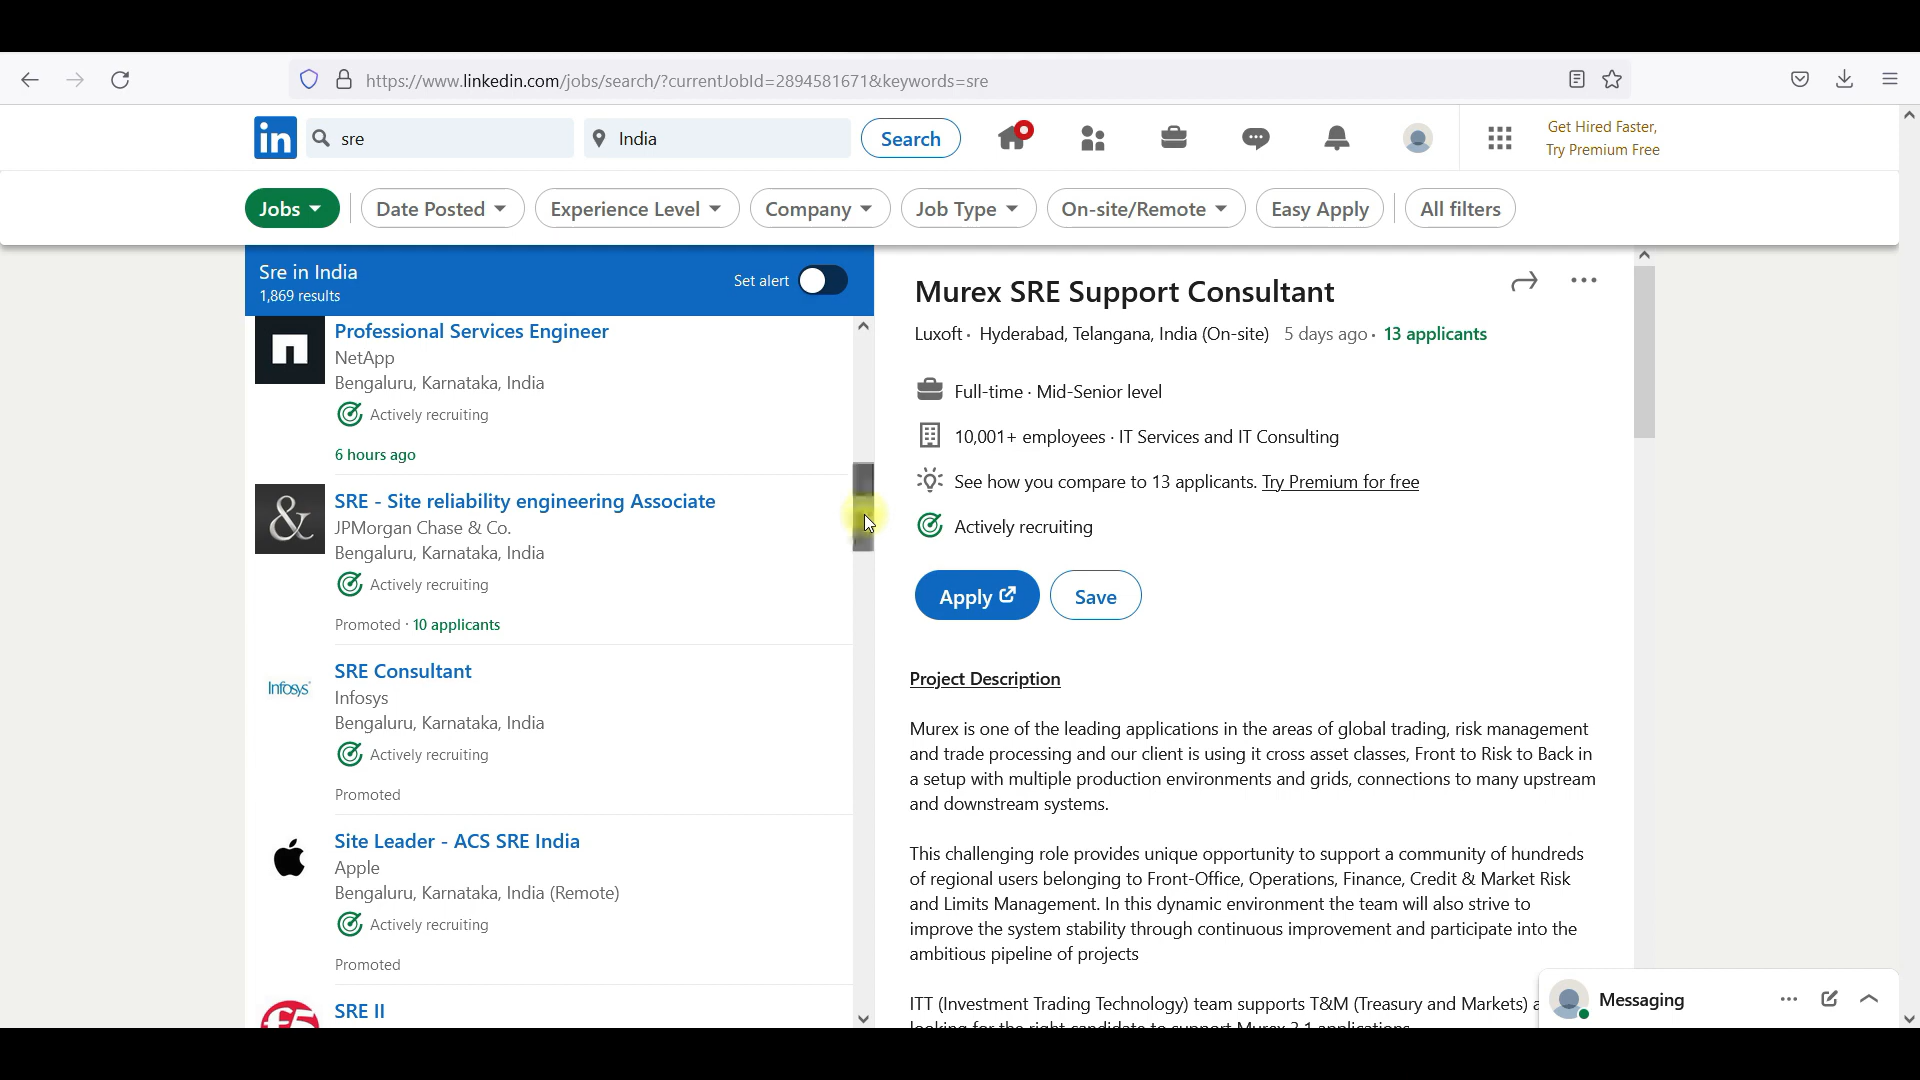 https://www.linkedin.com/jobs/search/?currentJobId=2894581671&keywords=sre
in
sre
India
Search
Get Hired Faster,
Try Premium Free
Jobs
Date Posted
Experience Level
Company
Job Type
On-site/Remote
Easy Apply
All filters
Sre in India
1,869 results
Set alert
Professional Services Engineer
NetApp
Bengaluru, Karnataka, India
Actively recruiting
6 hours ago
&
SRE - Site reliability engineering Associate
JPMorgan Chase & Co.
Bengaluru, Karnataka, India
Actively recruiting
Promoted · 10 applicants
Infosys
SRE Consultant
Infosys
Bengaluru, Karnataka, India
Actively recruiting
Promoted
Site Leader - ACS SRE India
Apple
Bengaluru, Karnataka, India (Remote)
Actively recruiting
Promoted
f5
SRE II
Murex SRE Support Consultant
Luxoft · Hyderabad, Telangana, India (On-site) 5 days ago · 13 applicants
Full-time · Mid-Senior level
10,001+ employees · IT Services and IT Consulting
See how you compare to 13 applicants. Try Premium for free
Actively recruiting
Apply
Save
Project Description
Murex is one of the leading applications in the areas of global trading, risk management
and trade processing and our client is using it cross asset classes, Front to Risk to Back in
a setup with multiple production environments and grids, connections to many upstream
and downstream systems.
This challenging role provides unique opportunity to support a community of hundreds
of regional users belonging to Front-Office, Operations, Finance, Credit & Market Risk
and Limits Management. In this dynamic environment the team will also strive to
improve the system stability through continuous improvement and participate into the
ambitious pipeline of projects
ITT (Investment Trading Technology) team supports T&M (Treasury and Markets)
looking for the right candidate to support Murex 3.1 applications
Messaging